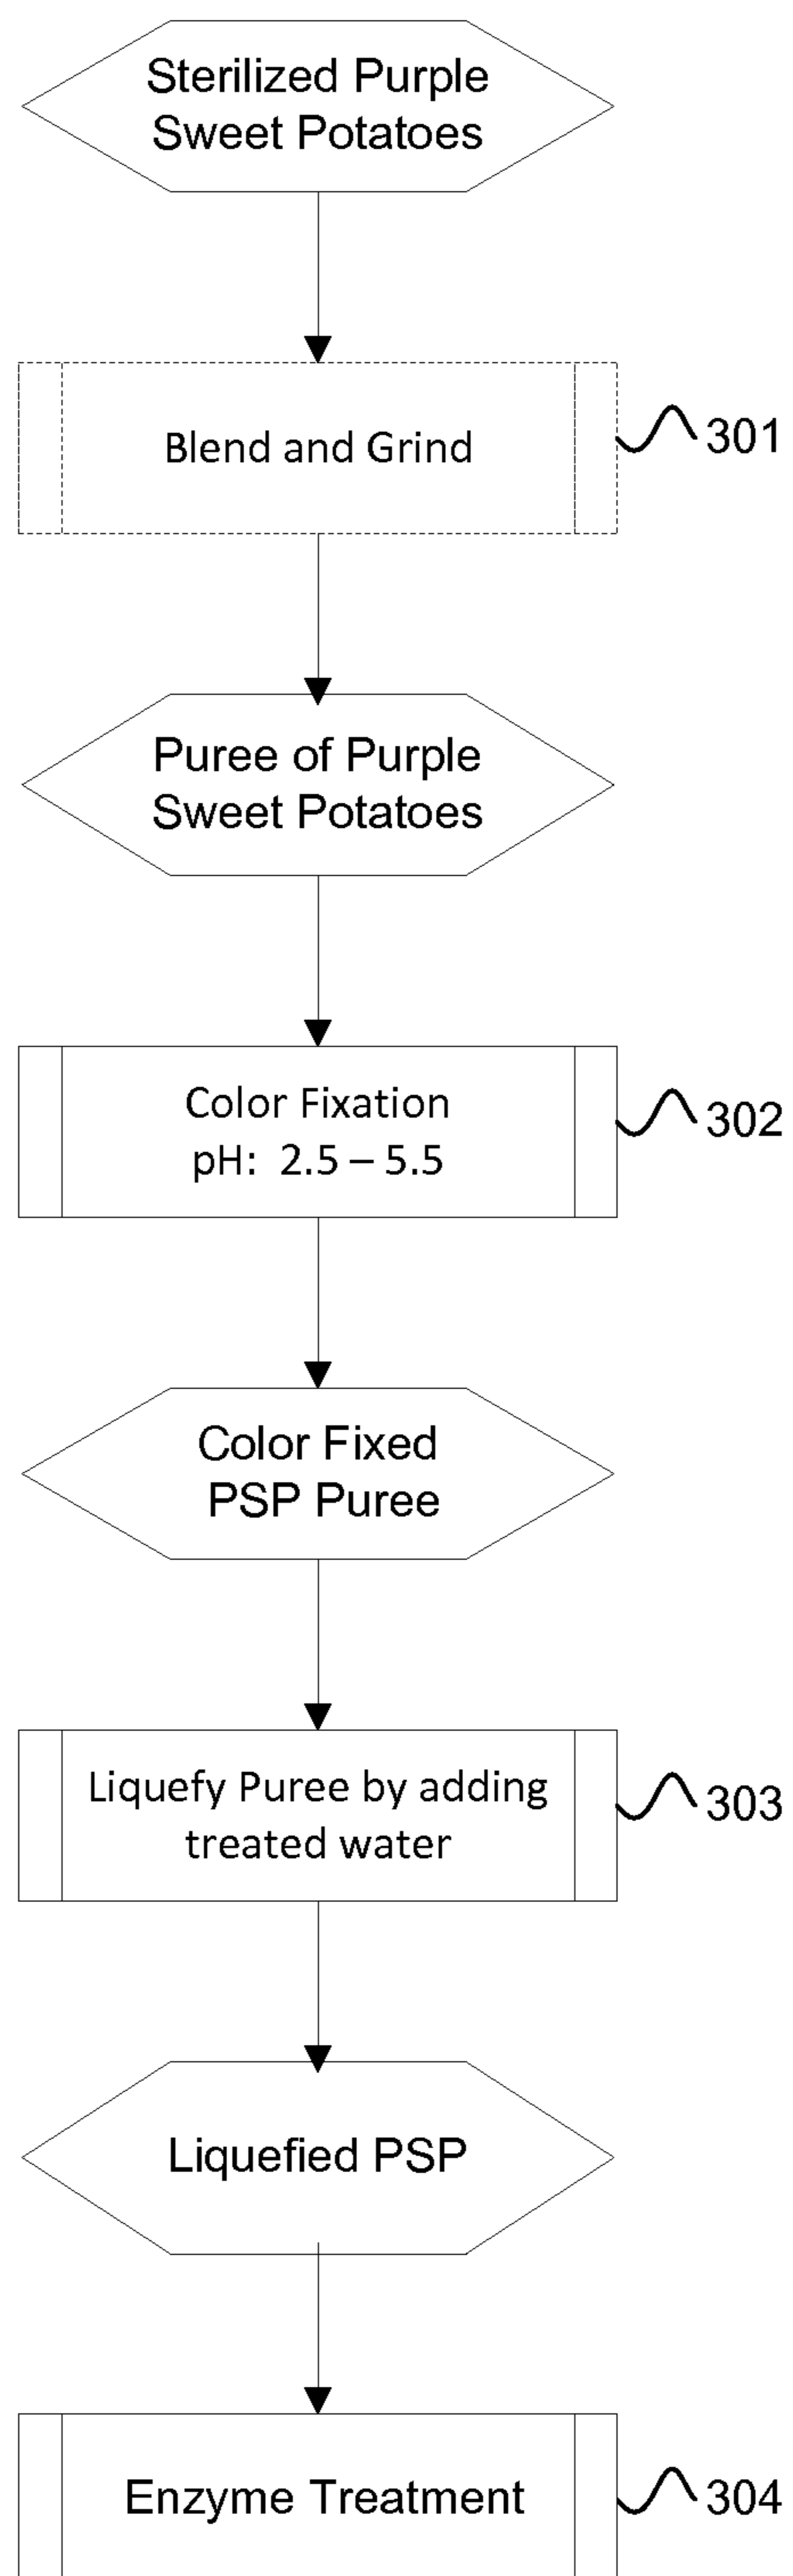 Sterilized Purple
Sweet Potatoes
Blend and Grind
301
Puree of Purple
Sweet Potatoes
Color Fixation
pH:  2.5 – 5.5
302
Color Fixed
PSP Puree
Liquefy Puree by adding
treated water
303
Liquefied PSP
Enzyme Treatment
304